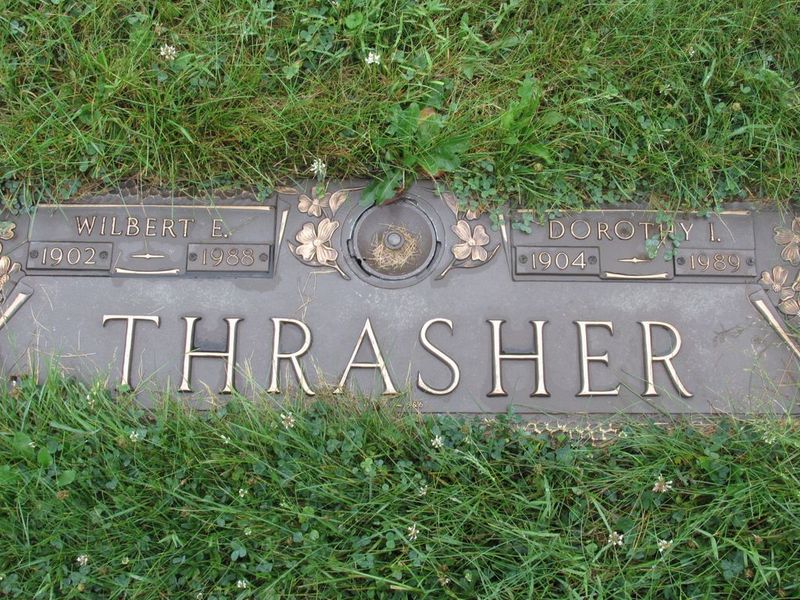 WILBERT E.
1902 1988
DOROTHY I.
1904 1989
THRASHER